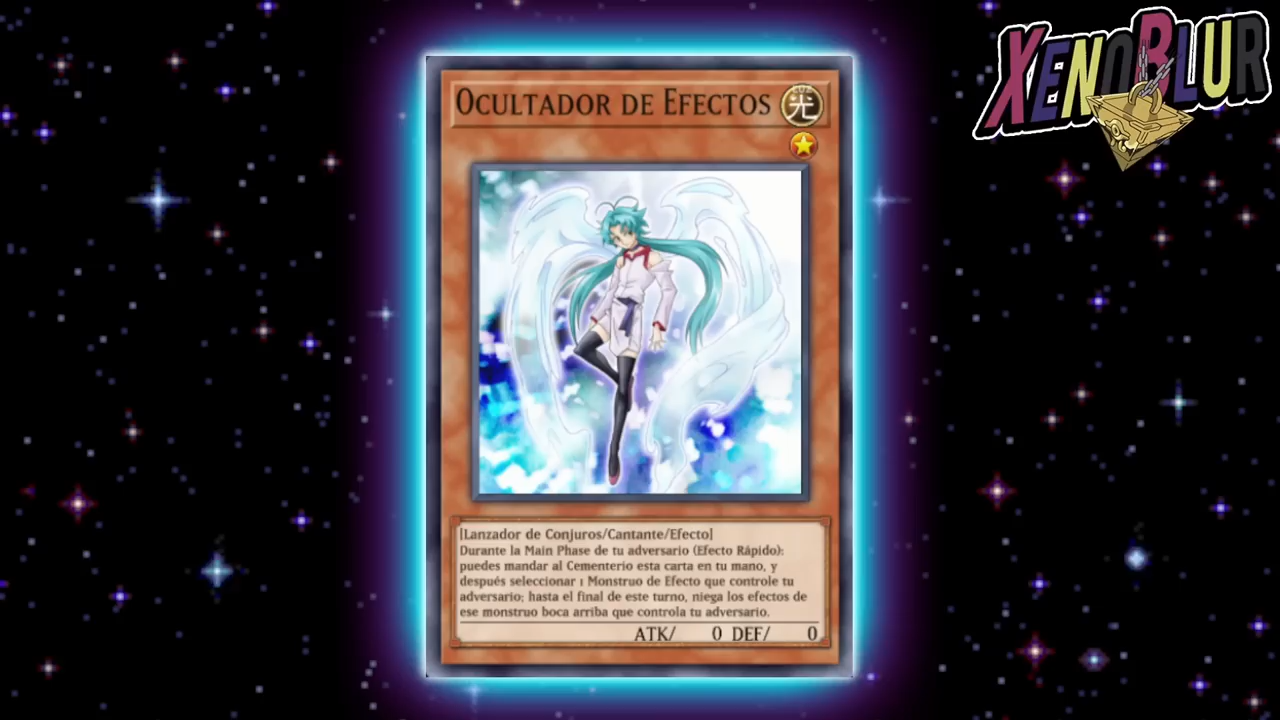 XENOBLUR
OCULTADOR DE EFECTOS
LUZ
光
[Lanzador de Conjuros/Cantante/Efecto]
Durante la Main Phase de tu adversario (Efecto Rápido):
puedes mandar al Cementerio esta carta en tu mano, y
después seleccionar 1 Monstruo de Efecto que controle tu
adversario; hasta el final de este turno, niega los efectos de
ese monstruo boca arriba que controla tu adversario.
ATK/ 0 DEF/ 0